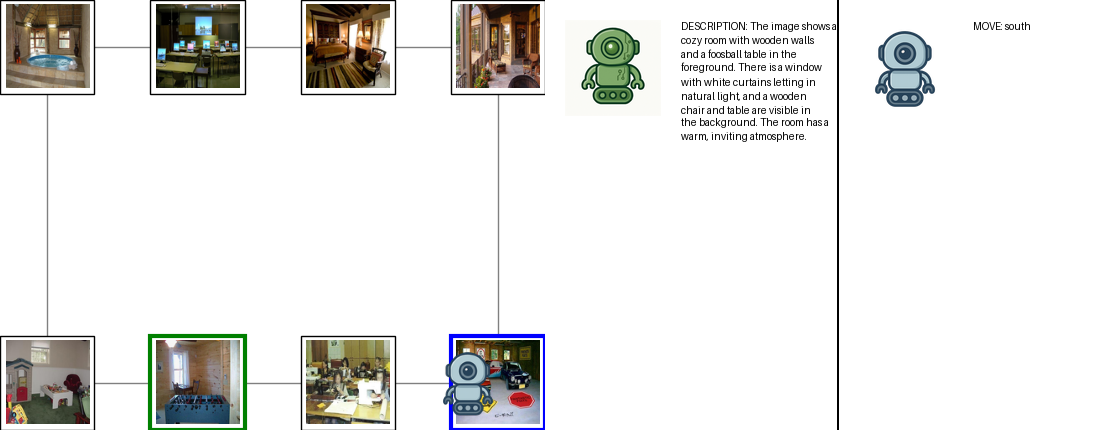 DESCRIPTION: The image shows a
cozy room with wooden walls
and a foosball table in the
foreground. There is a window
with white curtains letting in
natural light, and a wooden
chair and table are visible in
the background. The room has a
warm, inviting atmosphere.
MOVE: south